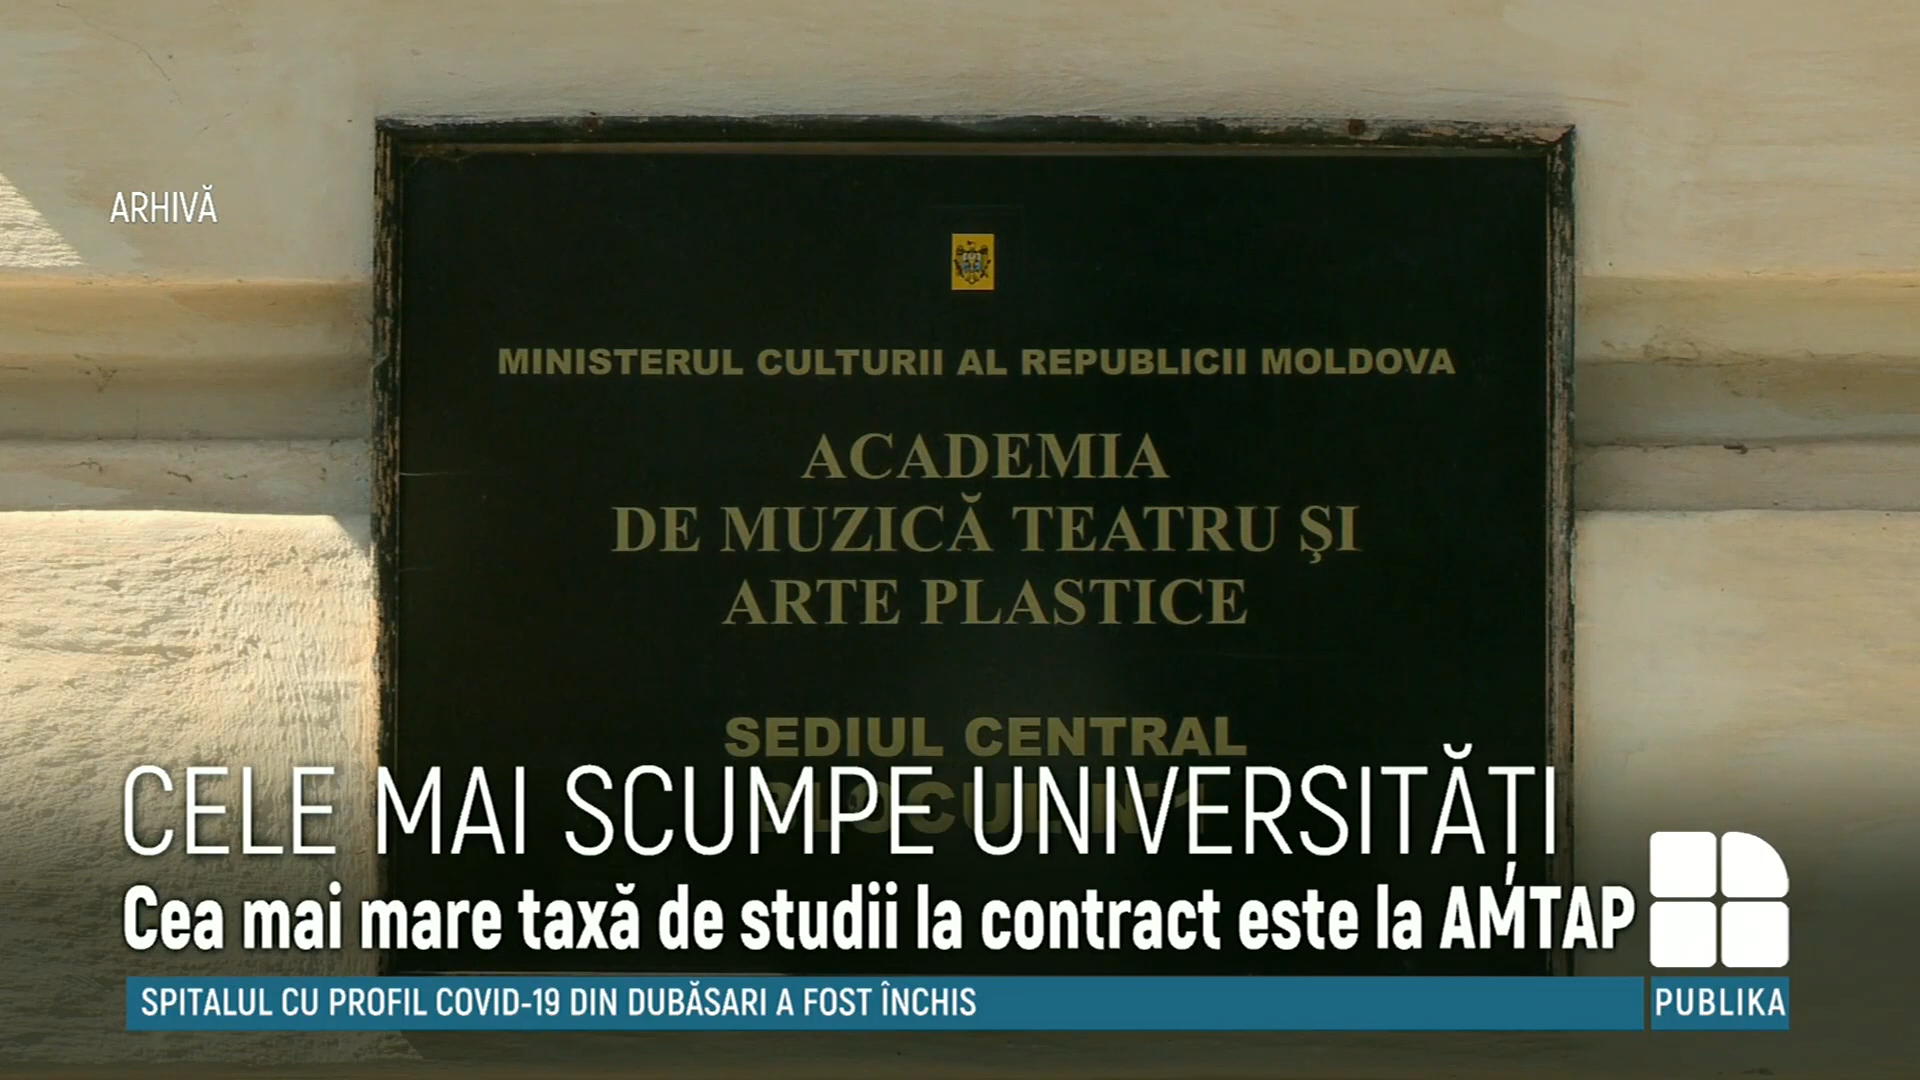 ARHIVĂ
MINISTERUL CULTURII AL REPUBLICII MOLDOVA
ACADEMIA
DE MUZICĂ TEATRU ŞI
ARTE PLASTICE
SEDIUL CENTRAL
CELE MAI SCUMPE UNIVERSITĂȚI
Cea mai mare taxă de studii la contract este la AMTAP
SPITALUL CU PROFIL COVID-19 DIN DUBĂSARI A FOST ÎNCHIS
PUBLIKA